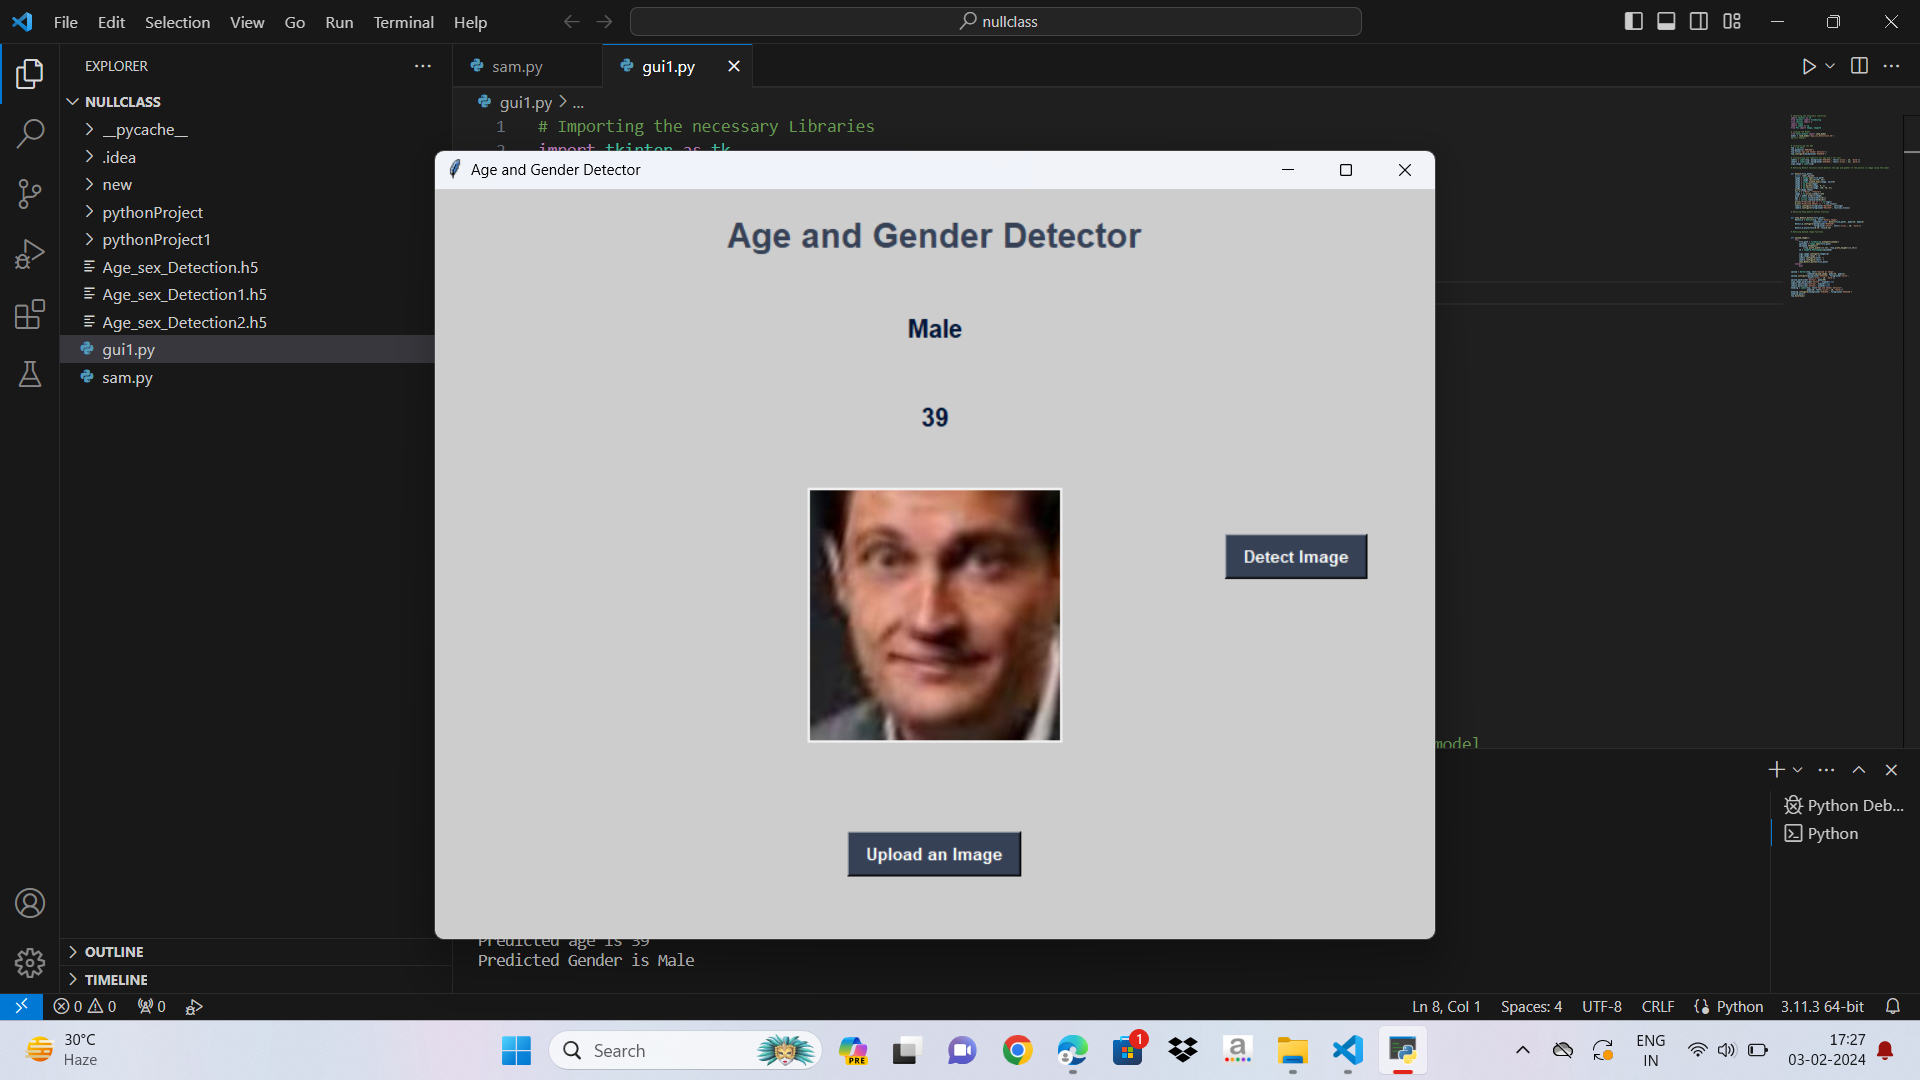 File Edit Selection View Go Run Terminal Help
nullclass
EXPLORER
NULLCLASS
__pycache__
.idea
new
pythonProject
pythonProject1
Age_sex_Detection.h5
Age_sex_Detection1.h5
Age_sex_Detection2.h5
gui1.py
sam.py
OUTLINE
TIMELINE
sam.py gui1.py
gui1.py > ...
1 # Importing the necessary Libraries
2 import tkinter as tk
Age and Gender Detector
Age and Gender Detector
Male
39
Detect Image
Upload an Image
model
Python Deb...
Python
Predicted age is 39
Predicted Gender is Male
0 0 0
Ln 8, Col 1 Spaces: 4 UTF-8 CRLF Python 3.11.3 64-bit
30°C
Haze
Search
PRE
a
1
ENG
IN
17:27
03-02-2024